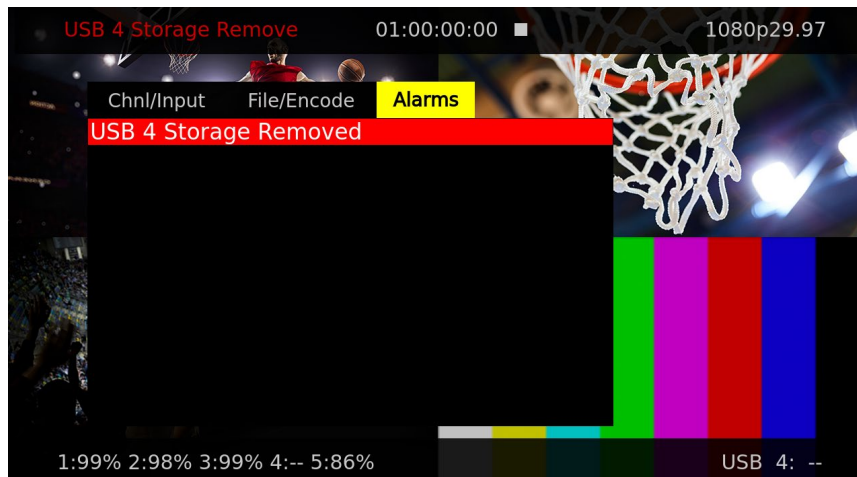 USB 4 Storage Remove 01:00:00:00 1080p29.97
Chnl/Input File/Encode Alarms
USB 4 Storage Removed
1:99% 2:98% 3:99% 4:-- 5:86% USB 4: --